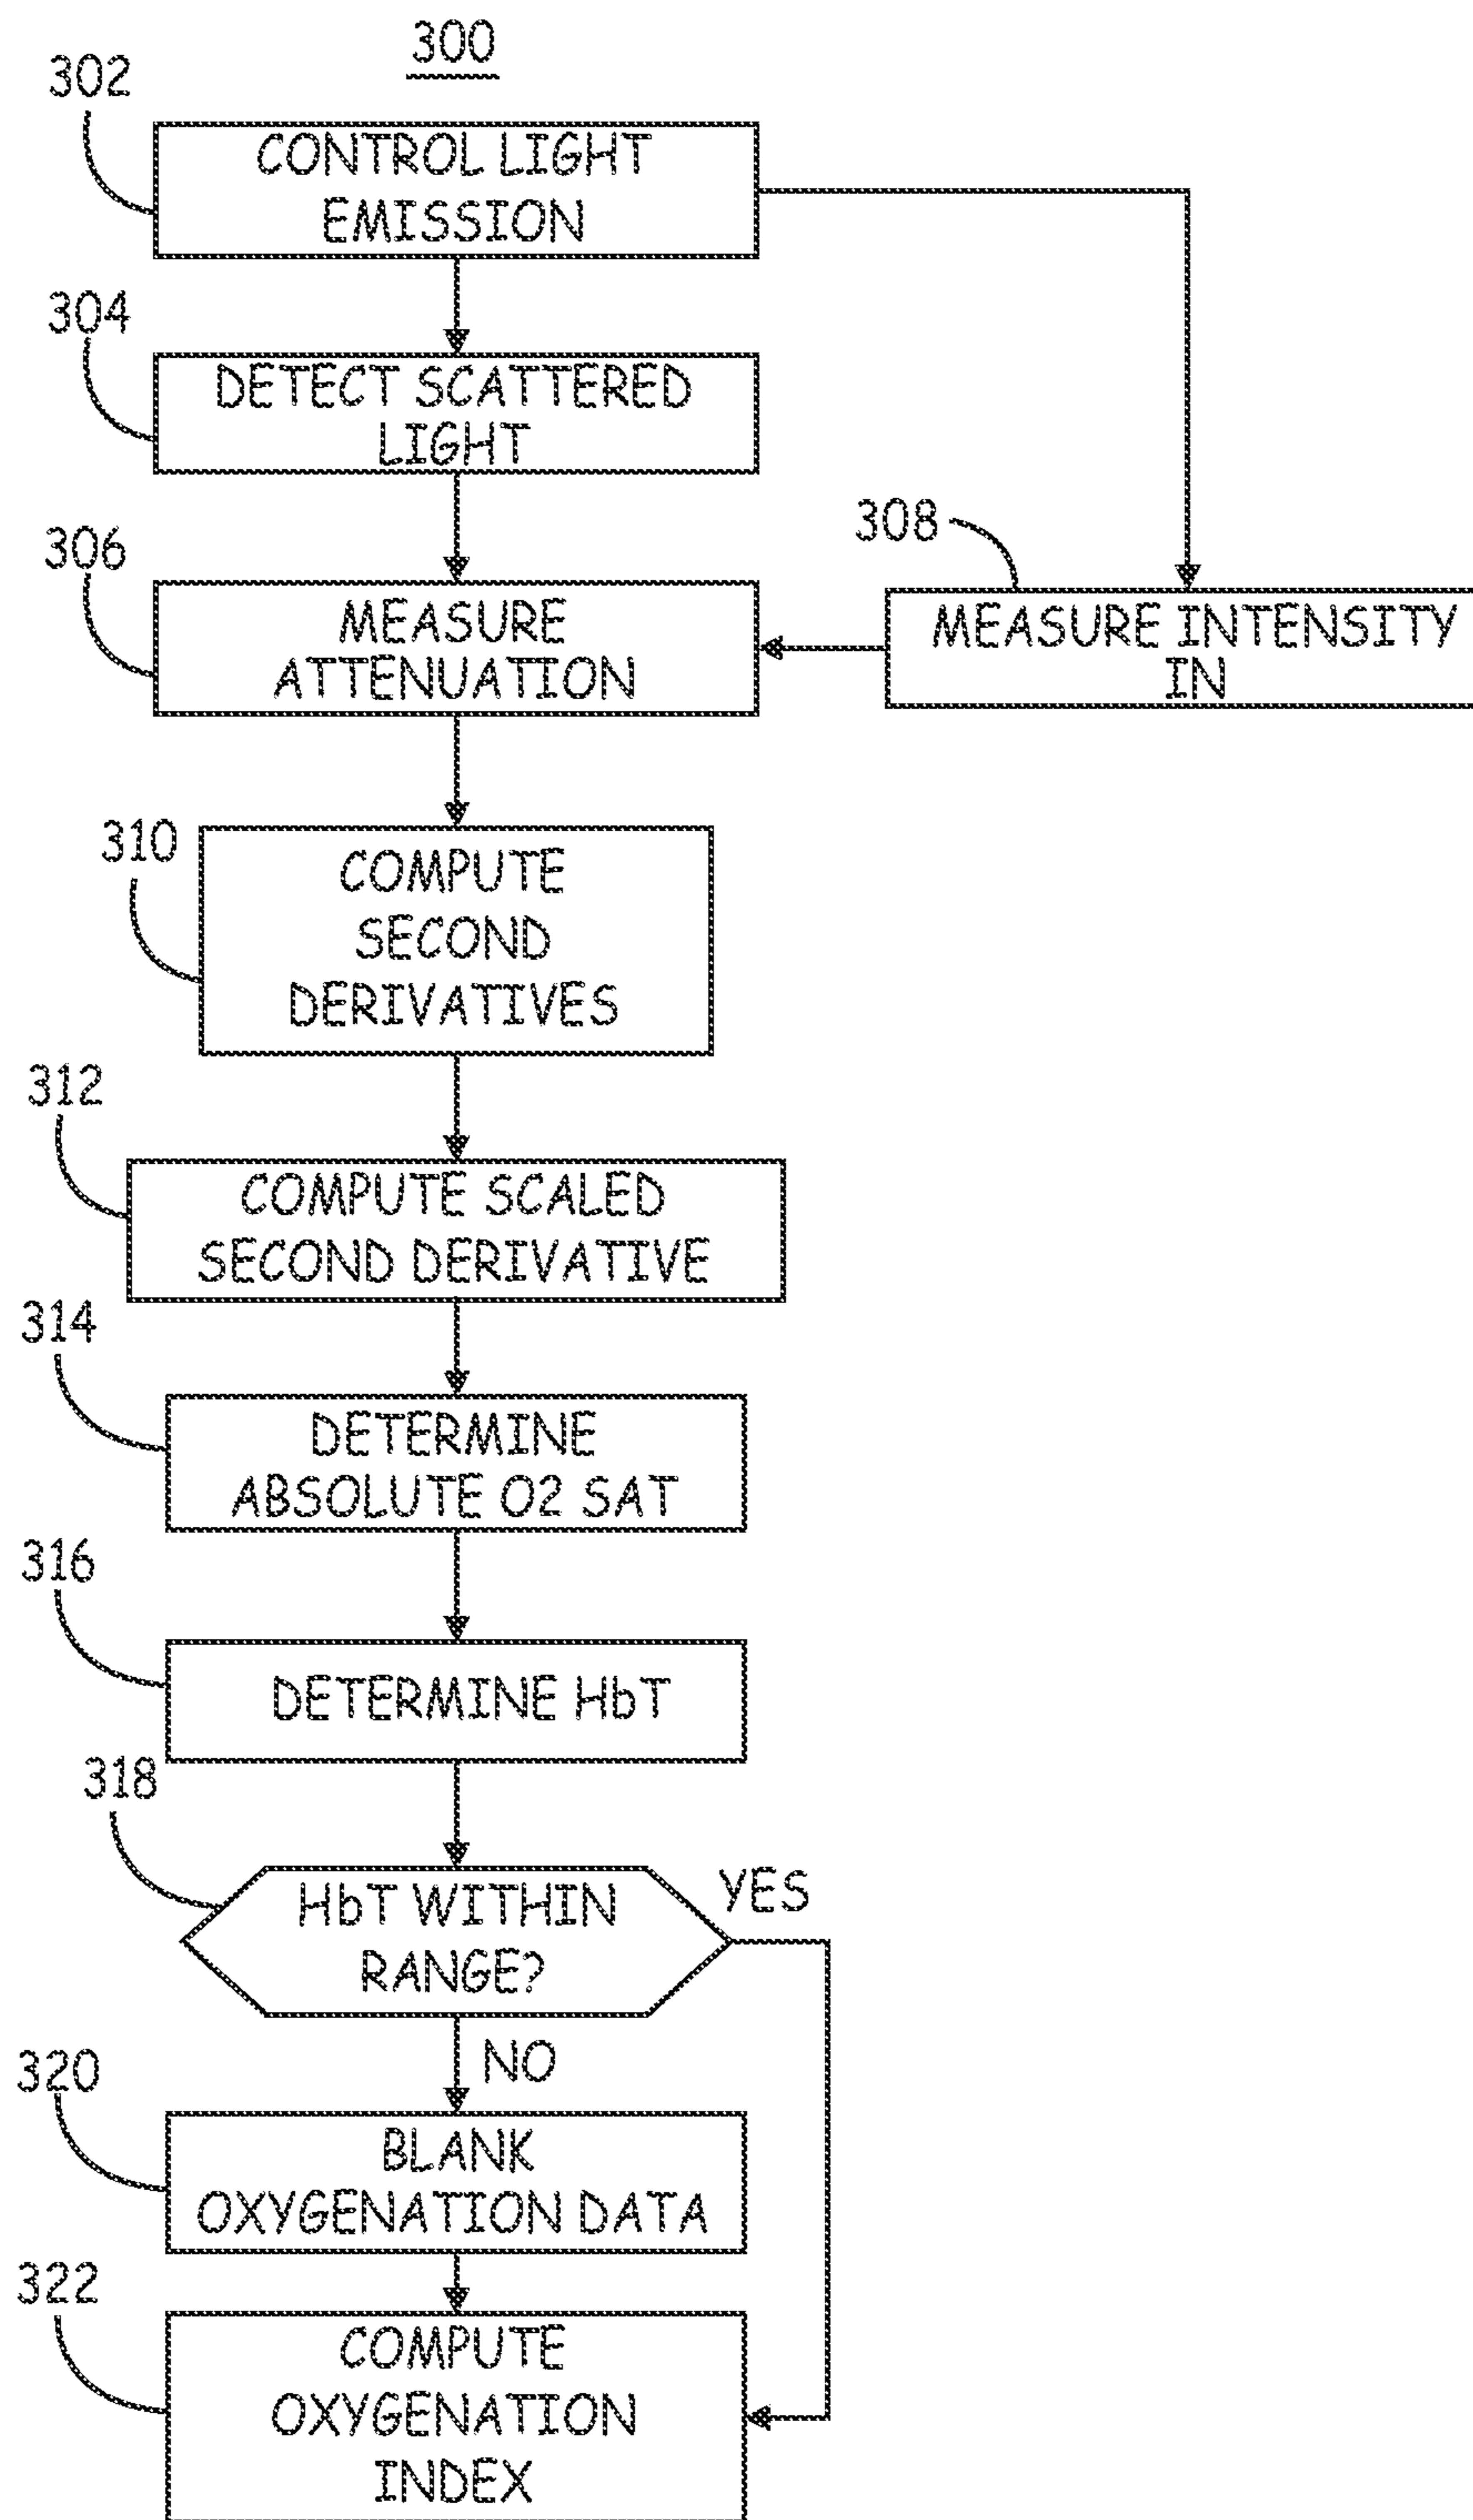 300
302
CONTROL LIGHT
EMISSION
304
DETECT SCATTERED
LIGHT
306
MEASURE
ATTENUATION
308
MEASURE INTENSITY
IN
310
COMPUTE
SECOND
DERIVATIVES
312
COMPUTE SCALED
SECOND DERIVATIVE
314
DETERMINE
ABSOLUTE O2 SAT
316
DETERMINE HbT
318
HbT WITHIN
RANGE?
YES
NO
320
BLANK
OXYGENATION DATA
322
COMPUTE
OXYGENATION
INDEX